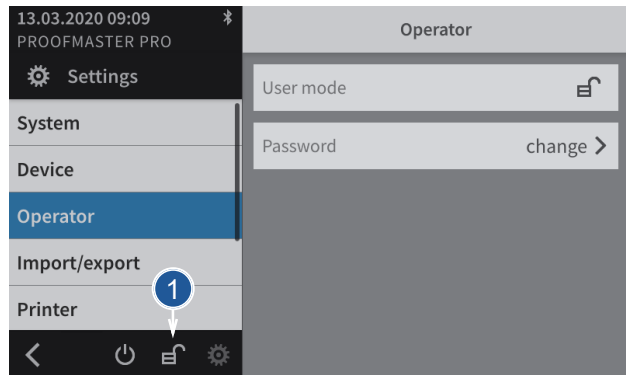 13.03.2020 09:09
PROOFMASTER PRO
Settings
System
Device
Operator
Import/export
Printer
1
Operator
User mode
Password change